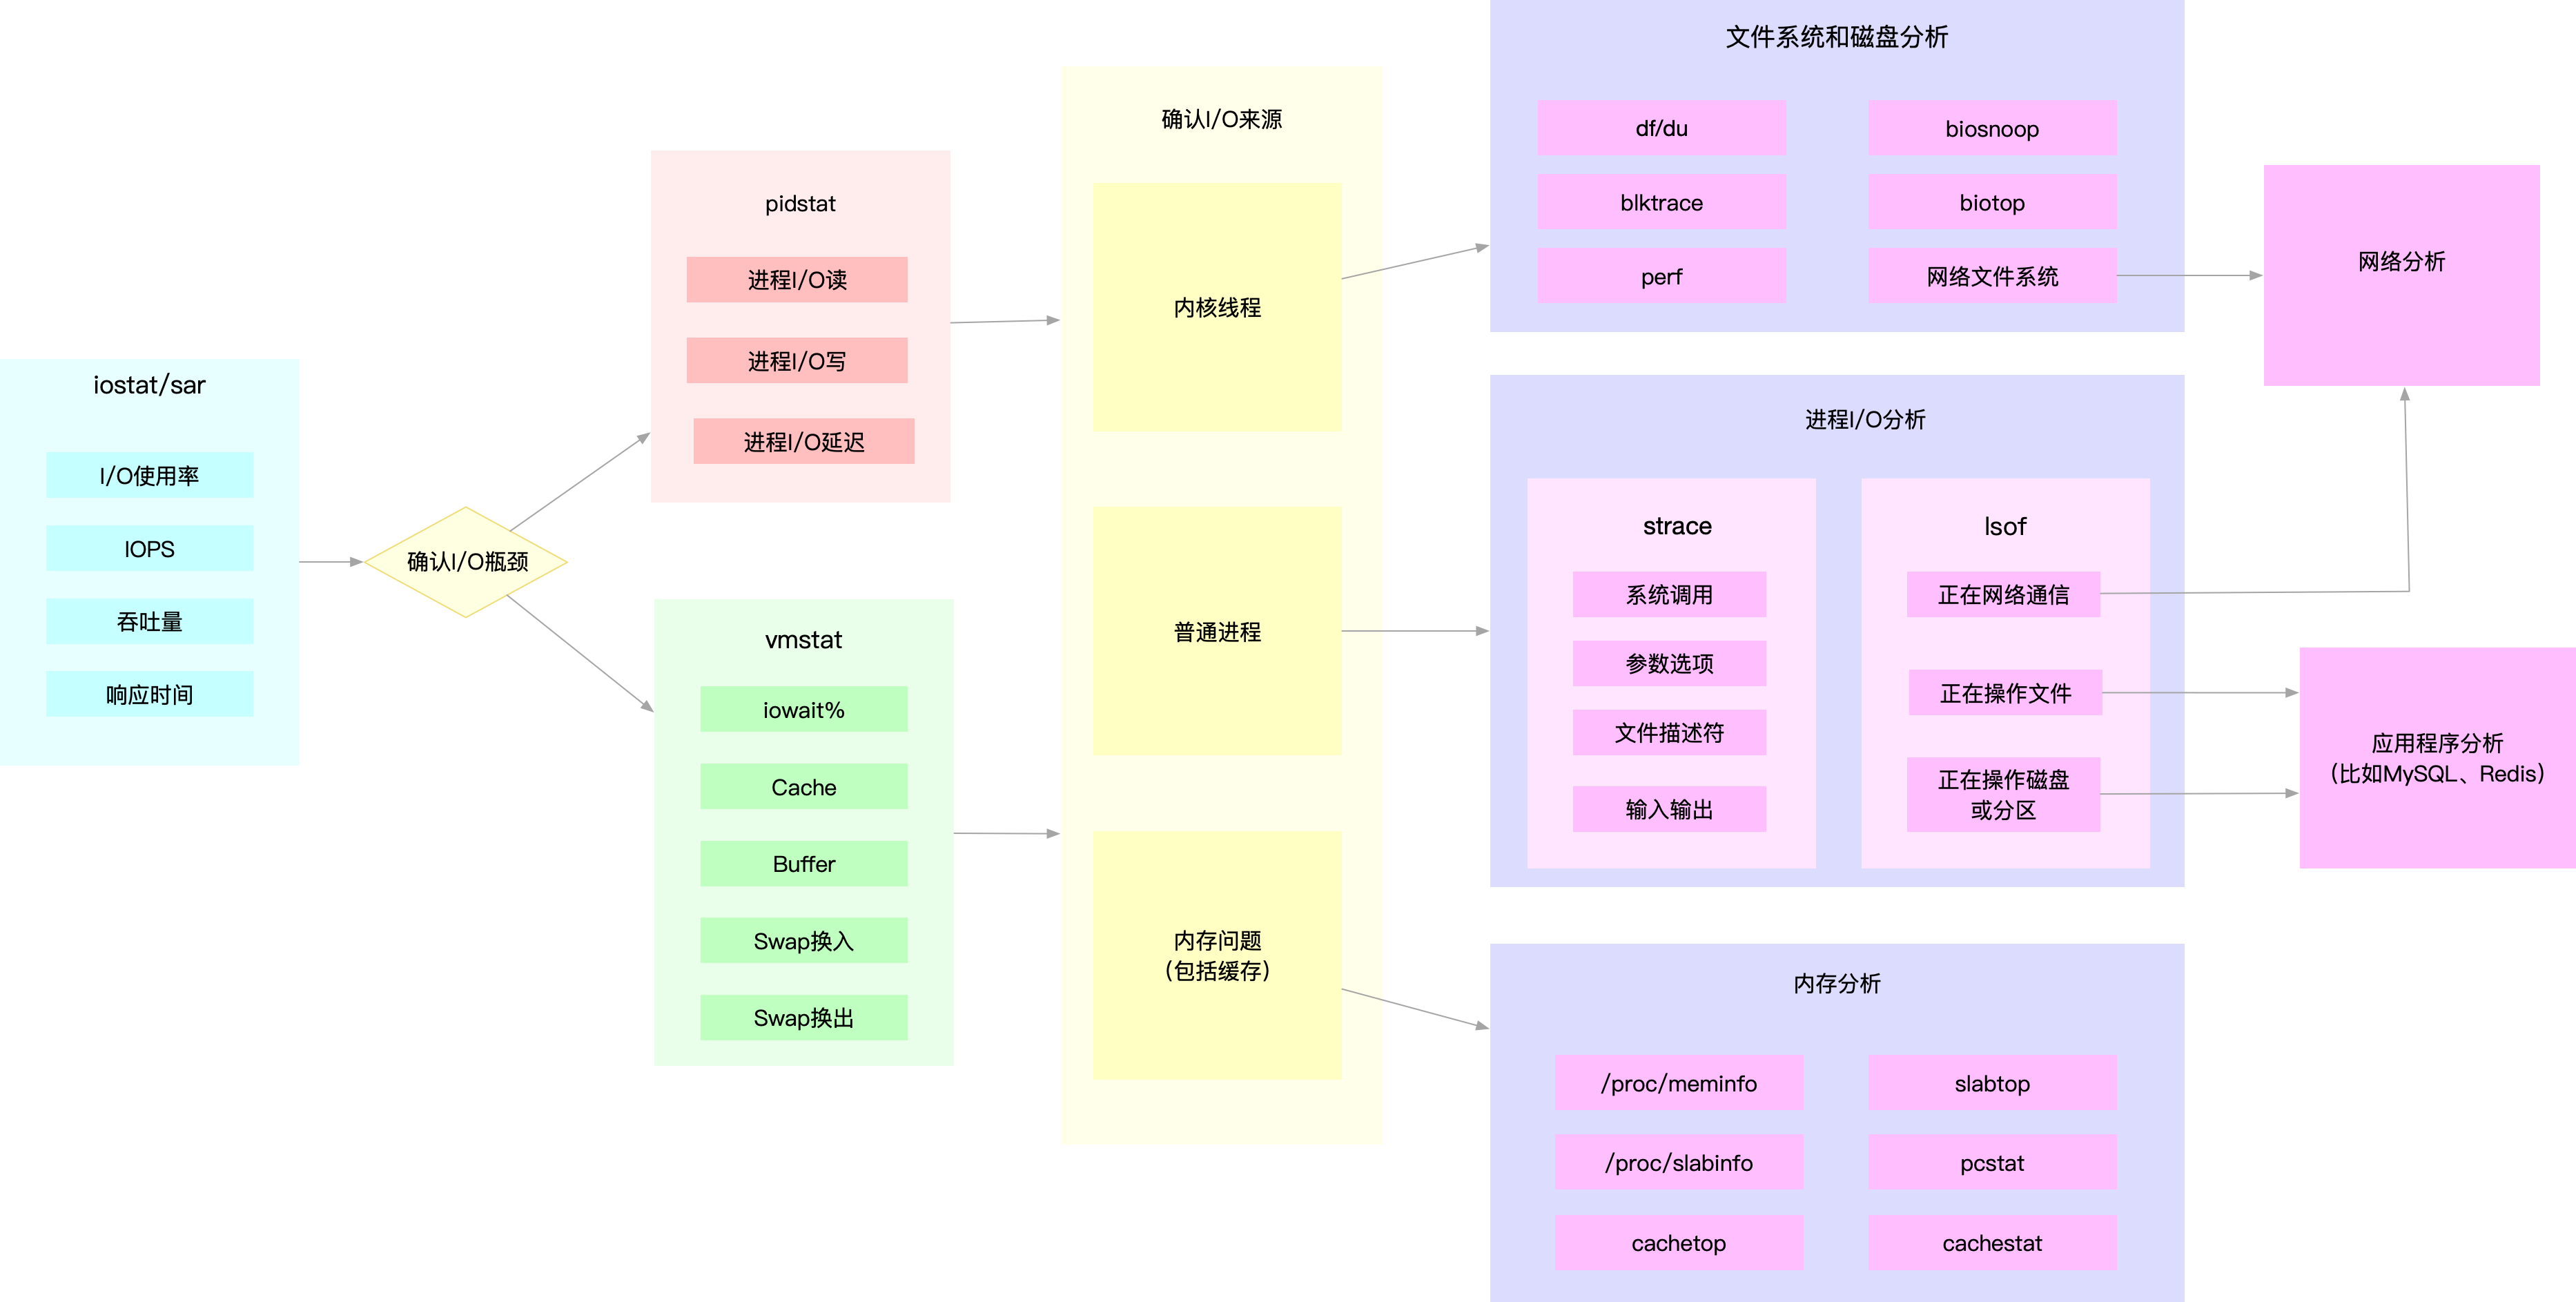 iostat/sar
I/O使用率
IOPS
吞吐量
响应时间
确认I/O瓶颈
pidstat
进程I/O读
进程I/O写
进程I/O延迟
vmstat
iowait%
Cache
Buffer
Swap换入
Swap换出
确认I/O来源
内核线程
普通进程
内存问题
（包括缓存）
文件系统和磁盘分析
df/du
biosnoop
blktrace
biotop
perf
网络文件系统
进程I/O分析
strace
系统调用
参数选项
文件描述符
输入输出
lsof
正在网络通信
正在操作文件
正在操作磁盘
或分区
内存分析
/proc/meminfo
slabtop
/proc/slabinfo
pcstat
cachetop
cachestat
网络分析
应用程序分析
（比如MySQL、Redis）